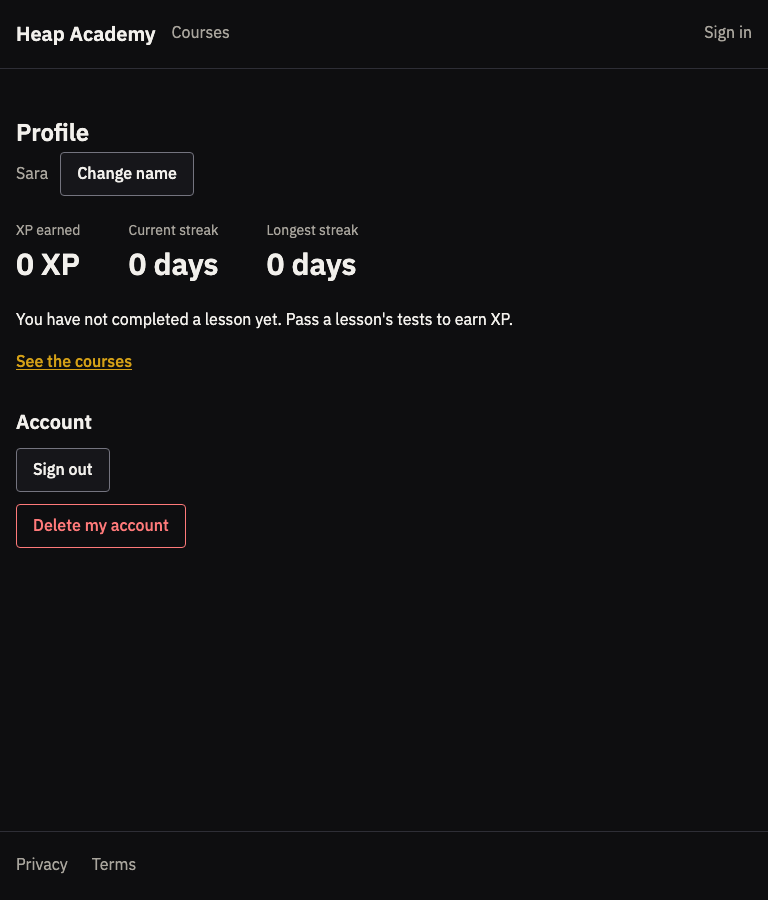 Heap Academy Courses Sign in
Profile
Sara Change name
XP earned Current streak Longest streak
0 XP 0 days 0 days
You have not completed a lesson yet. Pass a lesson's tests to earn XP.
See the courses
Account
Sign out
Delete my account
Privacy Terms